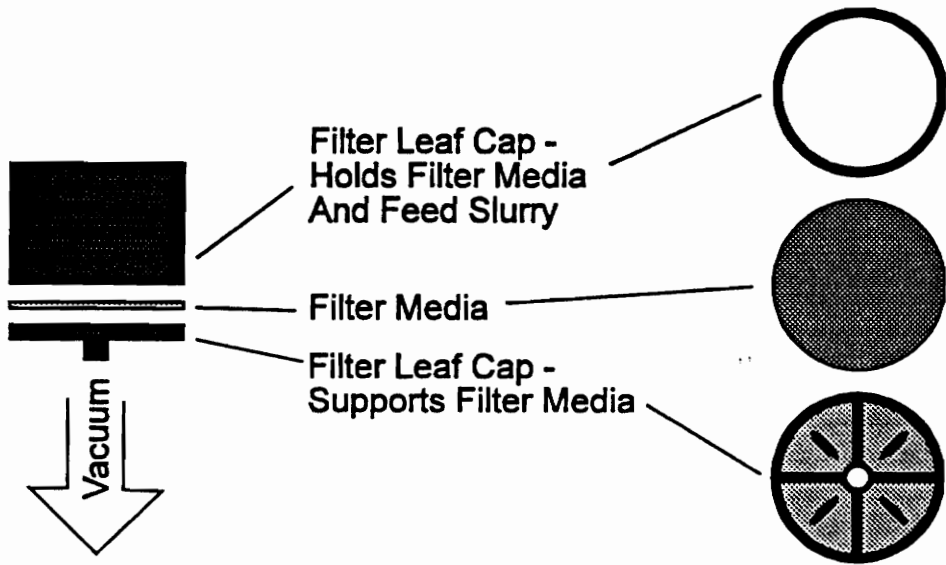 Filter Leaf Cap -
Holds Filter Media
And Feed Slurry
Filter Media
Filter Leaf Cap -
Supports Filter Media
Vacuum